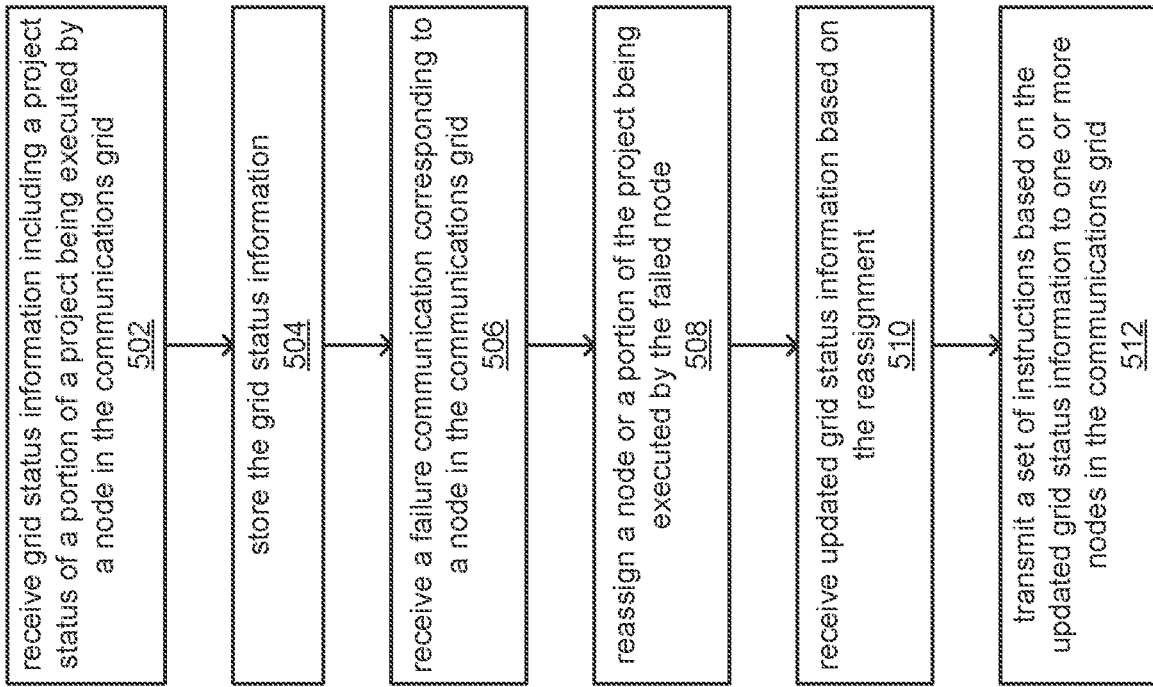 receive grid status information including a project
status of a portion of a project being executed by
a node in the communications grid
502
store the grid status information
504
receive a failure communication corresponding to
a node in the communications grid
506
reassign a node or a portion of the project being
executed by the failed node
508
receive updated grid status information based on
the reassignment
510
transmit a set of instructions based on the
updated grid status information to one or more
nodes in the communications grid
512